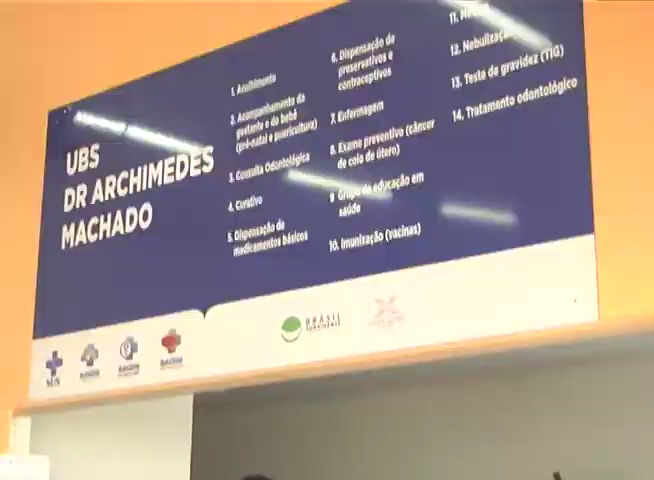 UBS
DR ARCHIMEDES
MACHADO
1. Acolhimento
2. Acompanhamento da
gestante e do bebê
(pré-natal e puericultura)
3. Consulta Odontológica
4. Curativo
5. Dispensação de
medicamentos básicos
6. Dispensação de
preservativos e
contraceptivos
7. Enfermagem
8. Exame preventivo (câncer
de colo de útero)
9 Grupo de educação em
saúde
10. Imunização (vacinas)
11.
12.
13. Teste de gravidez (TIG)
14. Tratamento odontológico
SUS
BRASIL